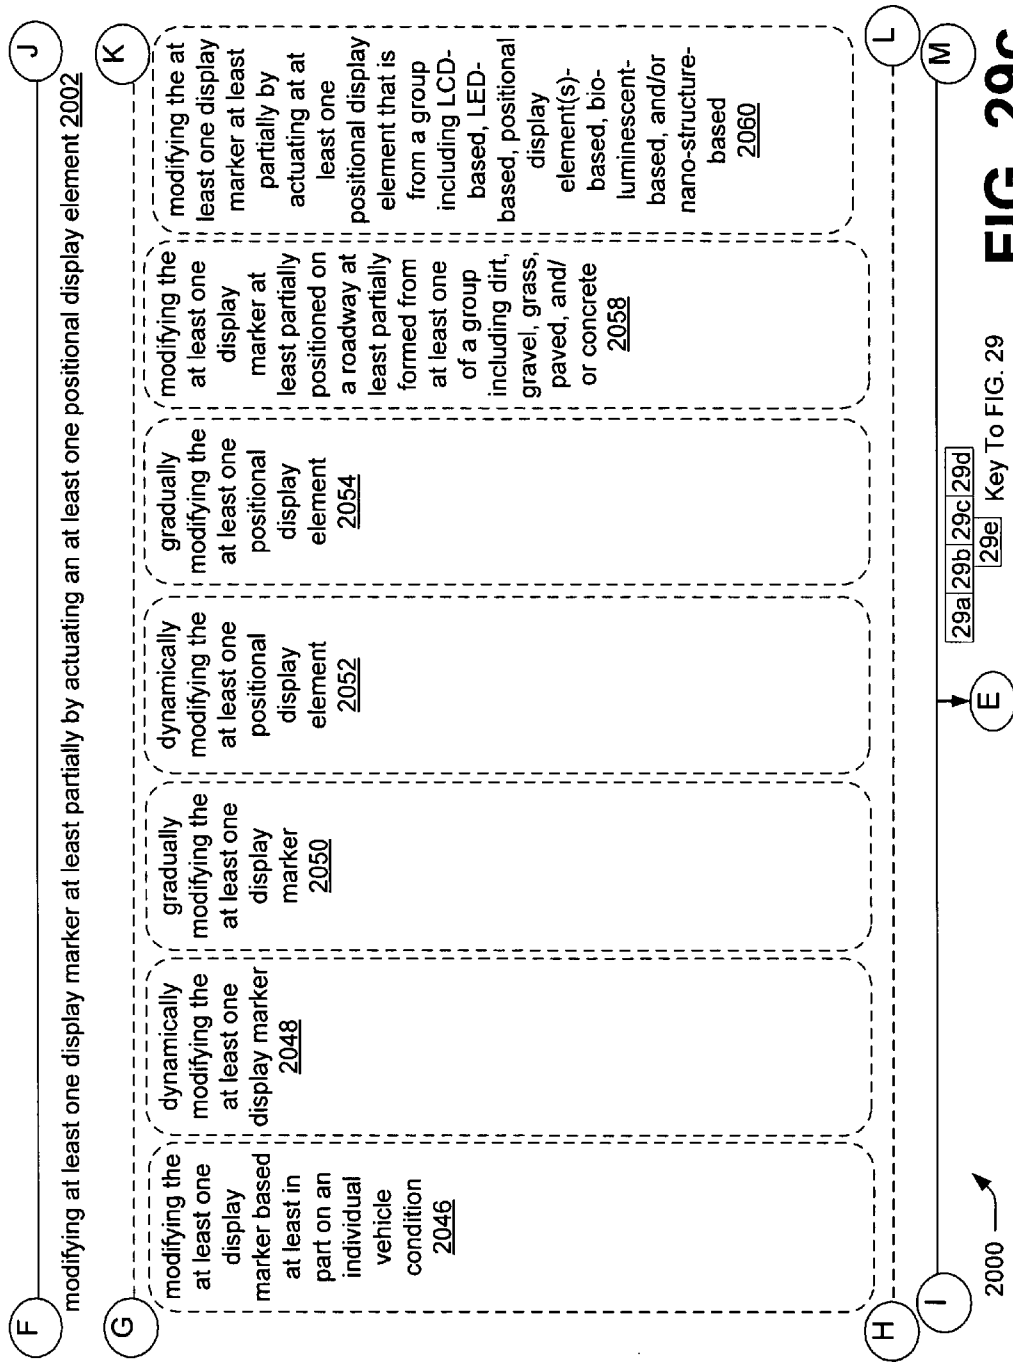 F
J
modifying at least one display marker at least partially by actuating an at least one positional display element 2002
G
K
modifying the
at least one
display
marker based
at least in
part on an
individual
vehicle
condition
2046
dynamically
modifying the
at least one
display marker
2048
gradually
modifying the
at least one
display
marker
2050
dynamically
modifying the
at least one
positional
display
element
2052
gradually
modifying the
at least one
positional
display
element
2054
modifying the
at least one
display
marker at
least partially
positioned on
a roadway at
least partially
formed from
at least one
of a group
including dirt,
gravel, grass,
paved, and/
or concrete
2058
modifying the at
least one display
marker at least
partially by
actuating at at
least one
positional display
element that is
from a group
including LCD-
based, LED-
based, positional
display
element(s)-
based, bio-
luminescent-
based, and/or
nano-structure-
based
2060
H
L
I
M
2000
E
29a 29b 29c 29d
29e Key To FIG. 29
FIG. 29c